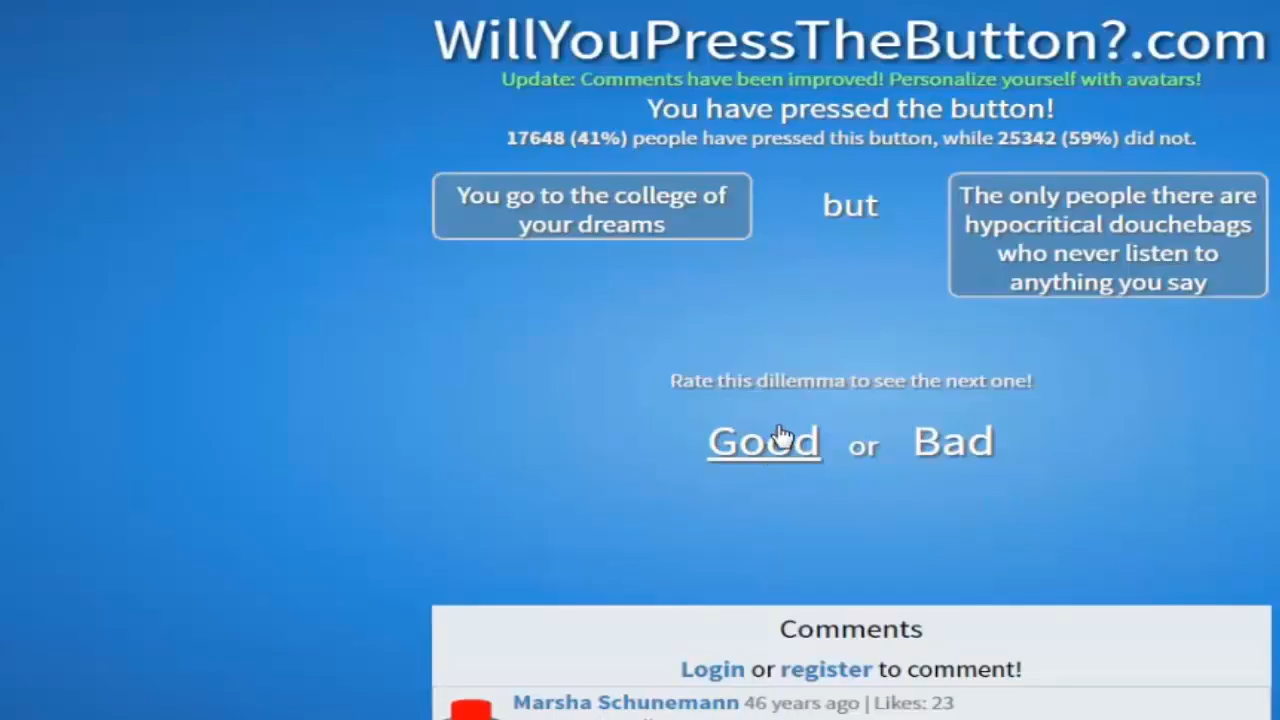 WillYouPressTheButton?.com
Update: Comments have been improved! Personalize yourself with avatars!
You have pressed the button!
17648 (41%) people have pressed this button, while 25342 (59%) did not.
You go to the college of
your dreams
but
The only people there are
hypocritical douchebags
who never listen to
anything you say
Rate this dillemma to see the next one!
Good or Bad
Comments
Login or register to comment!
Marsha Schunemann 46 years ago | Likes: 23